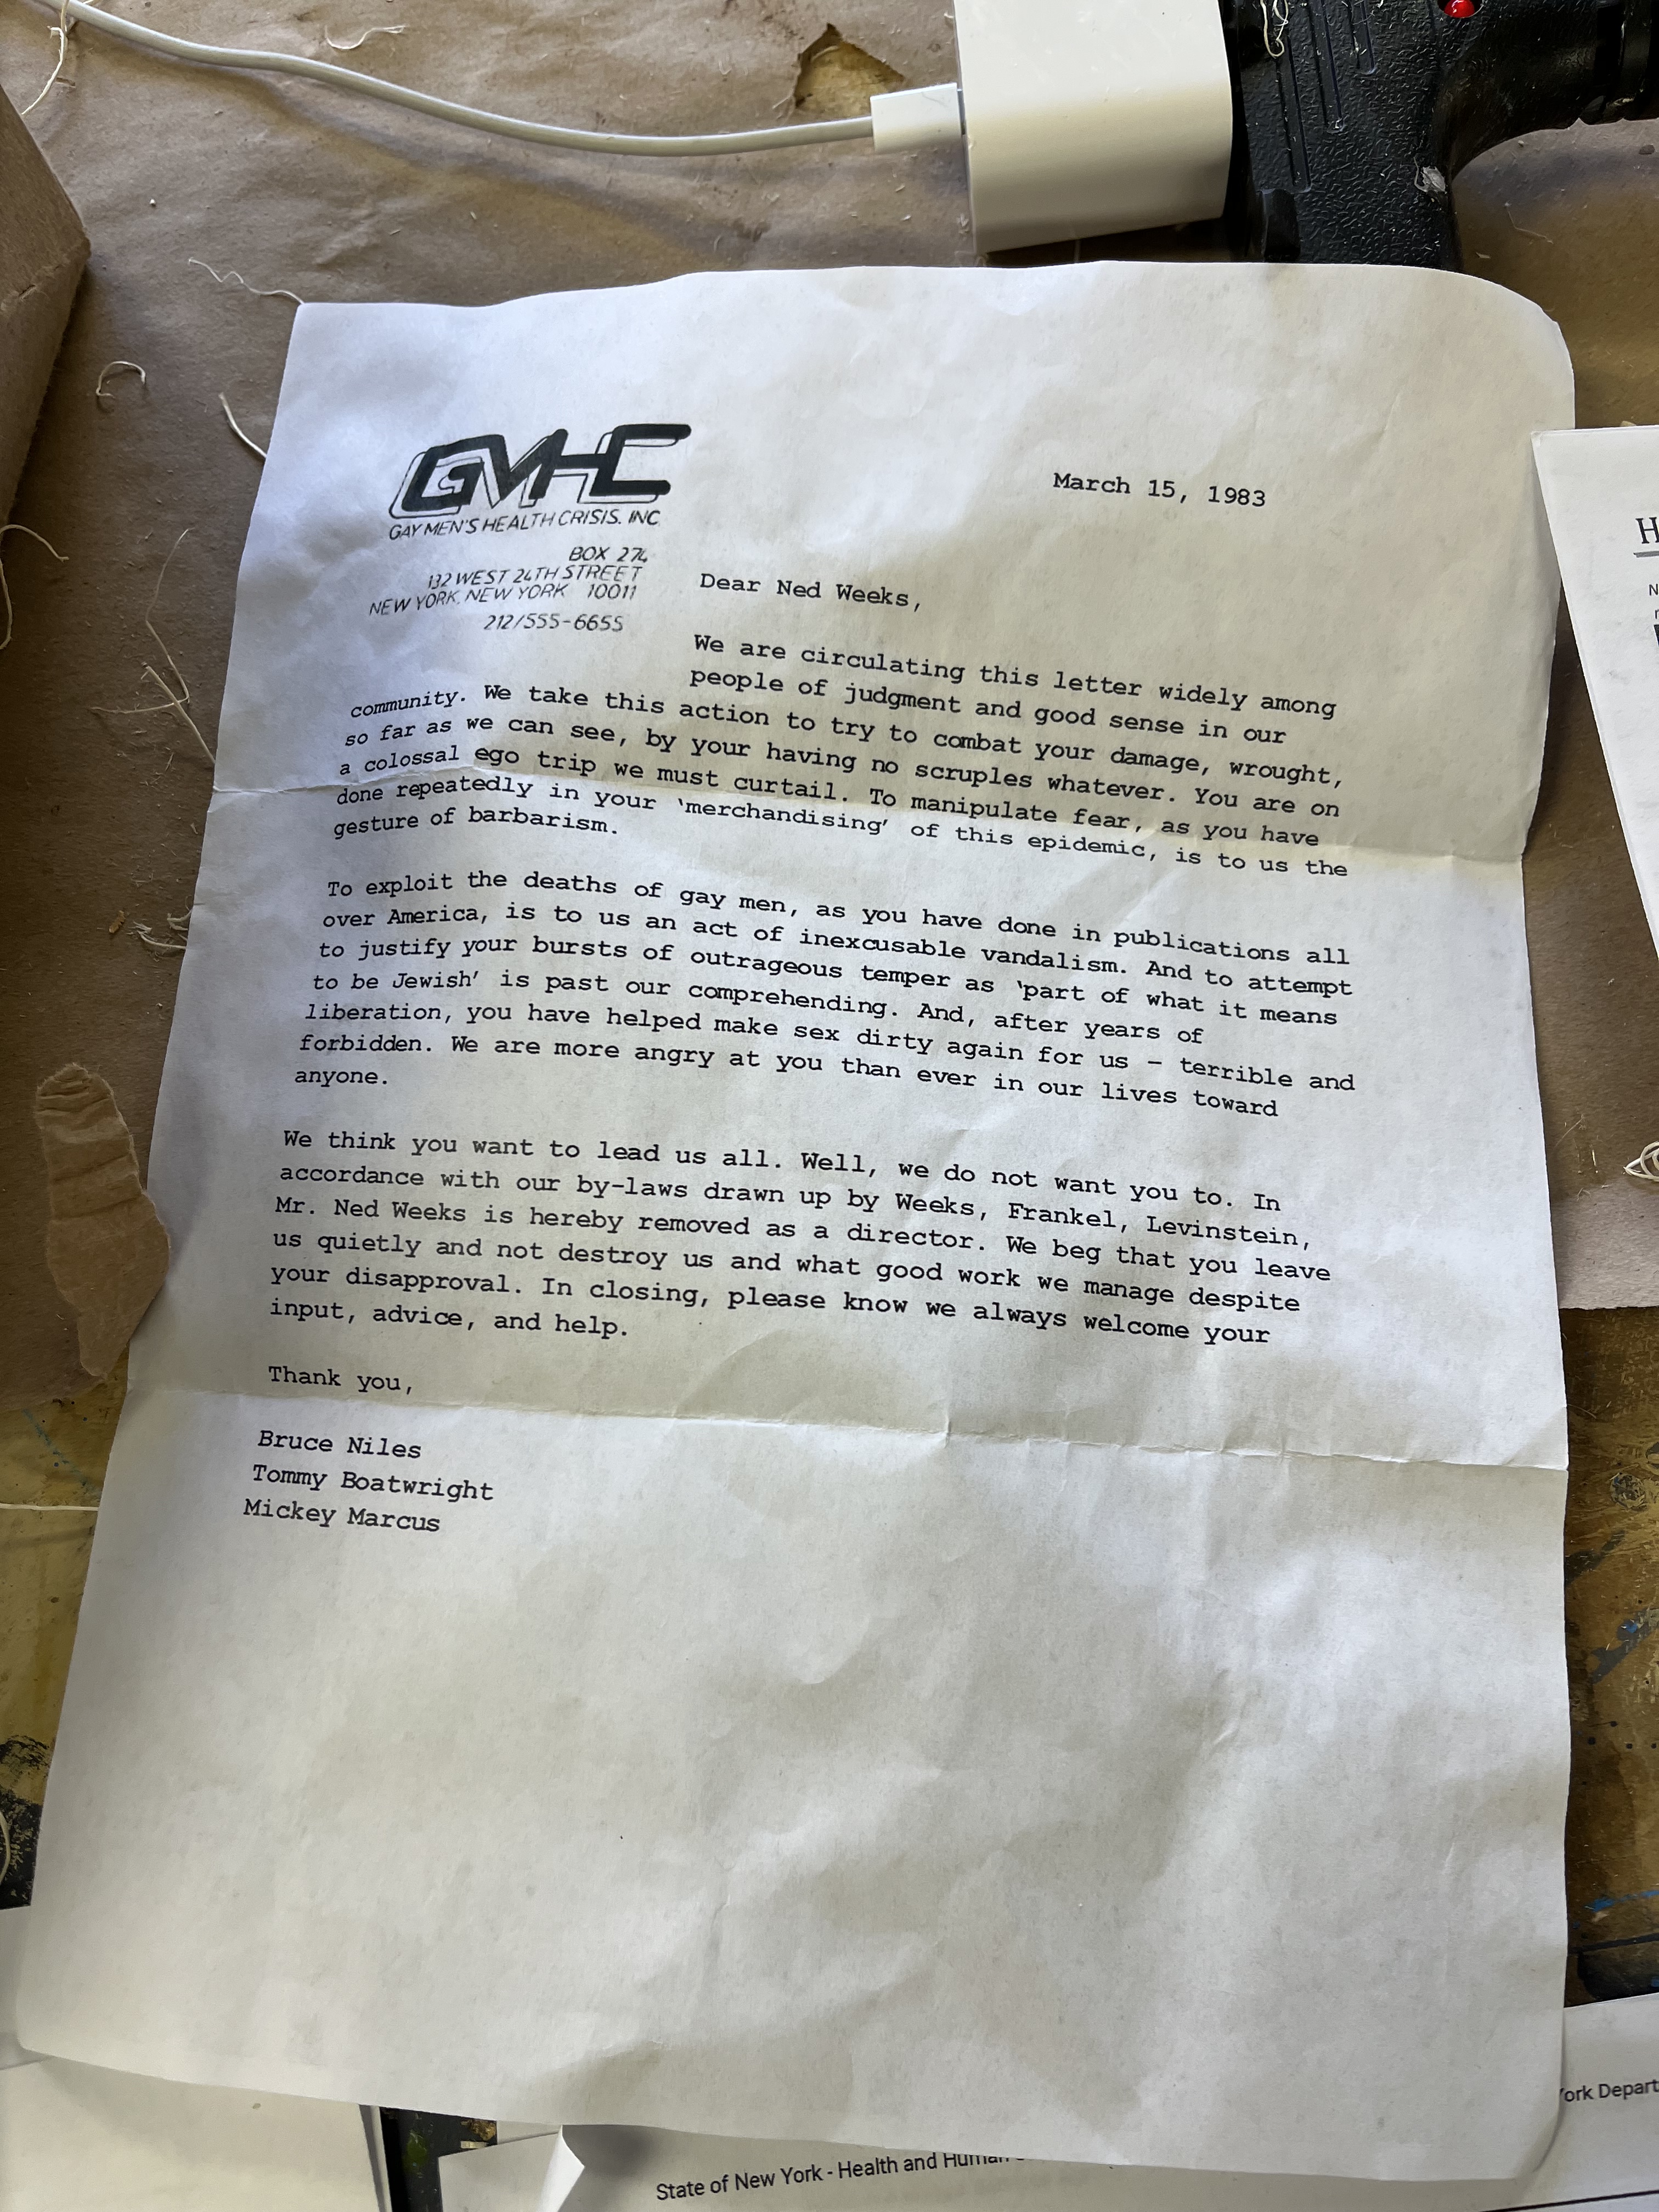 GMHC
GAY MEN'S HEALTH CRISIS. INC
BOX 274
132 WEST 24TH STREET
NEW YORK, NEW YORK 10011
212/555-6655
March 15, 1983
Dear Ned Weeks,
We are circulating this letter widely among
people of judgment and good sense in our
community. We take this action to try to combat your damage, wrought,
so far as we can see, by your having no scruples whatever. You are on
a colossal ego trip we must curtail. To manipulate fear, as you have
done repeatedly in your 'merchandising' of this epidemic, is to us the
gesture of barbarism.
To exploit the deaths of gay men, as you have done in publications all
over America, is to us an act of inexcusable vandalism. And to attempt
to justify your bursts of outrageous temper as 'part of what it means
to be Jewish' is past our comprehending. And, after years of
liberation, you have helped make sex dirty again for us – terrible and
forbidden. We are more angry at you than ever in our lives toward
anyone.
We think you want to lead us all. Well, we do not want you to. In
accordance with our by-laws drawn up by Weeks, Frankel, Levinstein,
Mr. Ned Weeks is hereby removed as a director. We beg that you leave
us quietly and not destroy us and what good work we manage despite
your disapproval. In closing, please know we always welcome your
input, advice, and help.
Thank you,
Bruce Niles
Tommy Boatwright
Mickey Marcus
State of New York - Health and Human